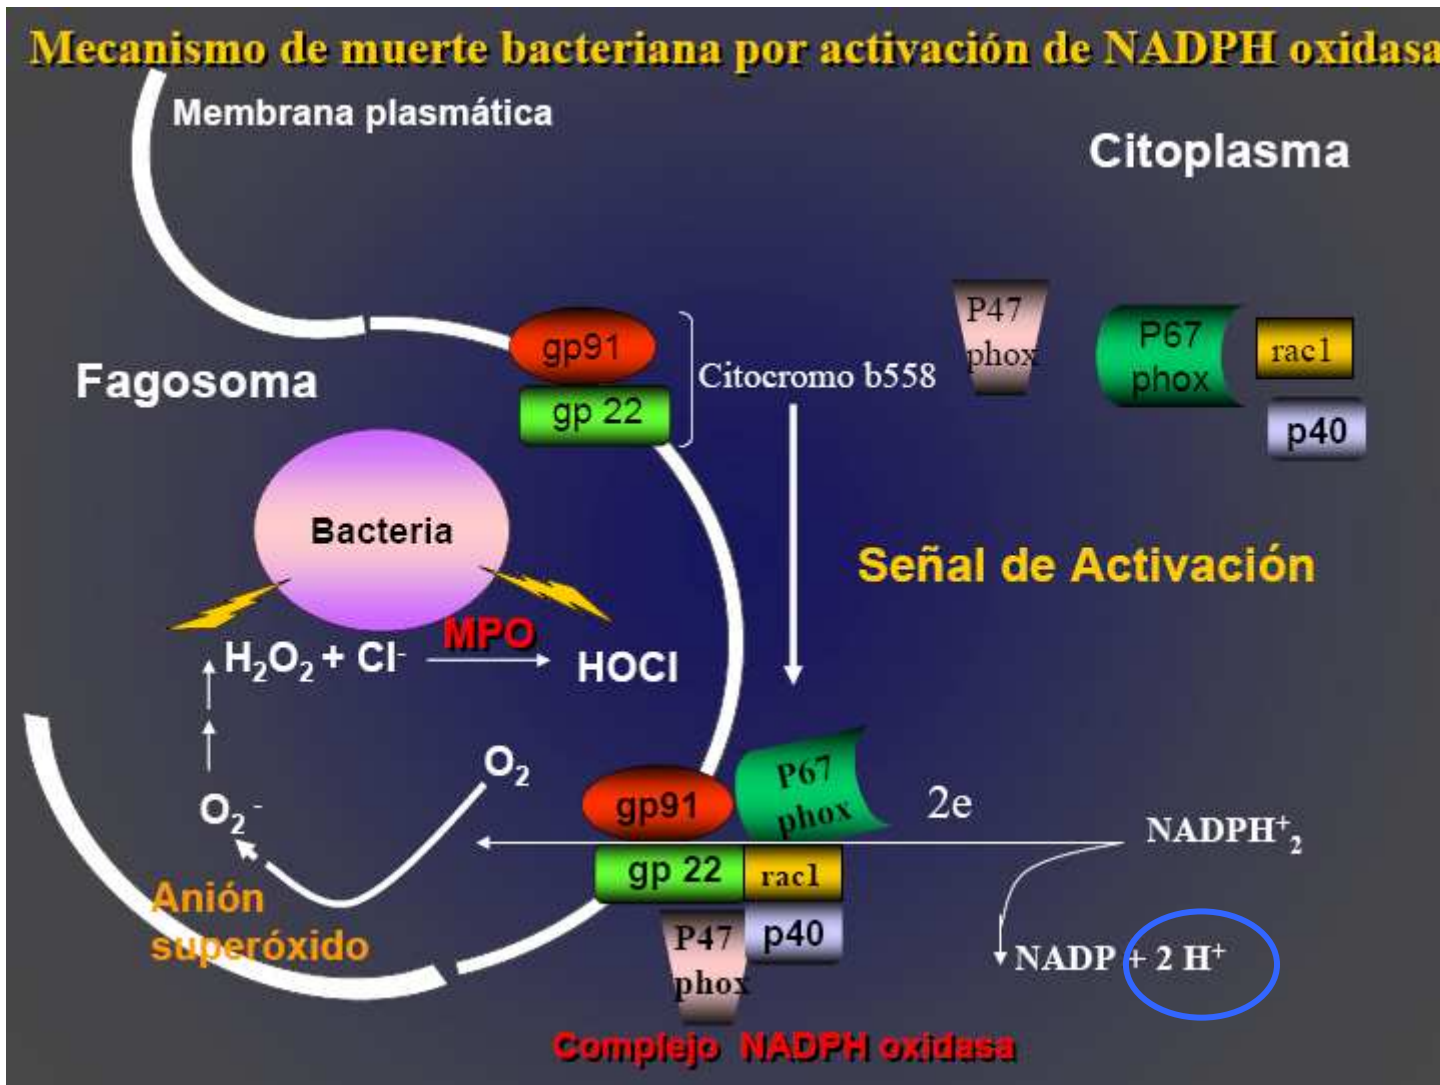 Mecanismo de muerte bacteriana por activación de NADPH oxidasa
Membrana plasmática
Citoplasma
P47
phox
P67
phox
rac1
p40
gp91
gp 22
Citocromo b558
Fagosoma
Bacteria
Señal de Activación
MPO
H₂O₂ + Cl⁻
HOCl
O₂
O₂⁻
Anión
superóxido
gp91
P67
phox
2e
NADPH⁺₂
gp 22
rac1
P47
phox
p40
NADP + 2 H⁺
Complejo NADPH oxidasa